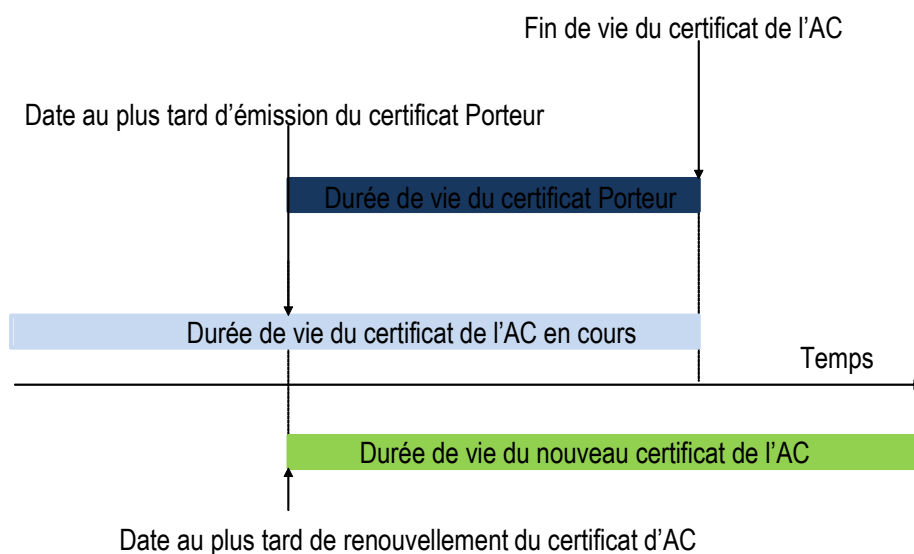 Fin de vie du certificat de l’AC
Date au plus tard d’émission du certificat Porteur
Durée de vie du certificat Porteur
Durée de vie du certificat de l’AC en cours
Temps
Durée de vie du nouveau certificat de l’AC
Date au plus tard de renouvellement du certificat d’AC